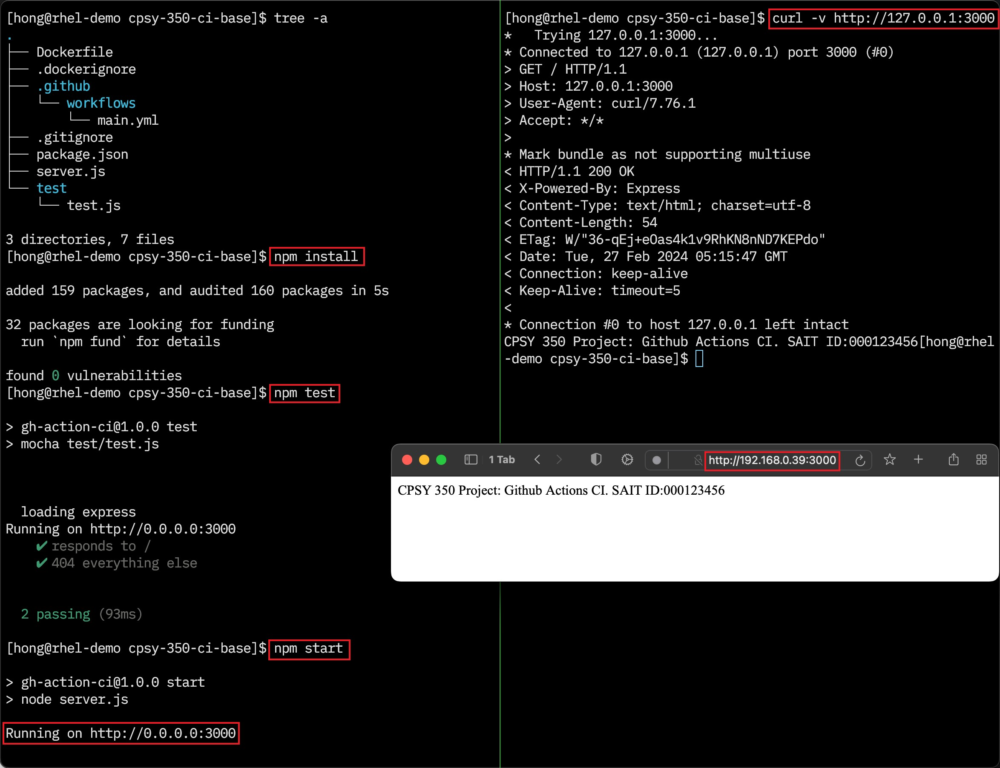 [hong@rhel-demo cpsy-350-ci-base]$ tree -a
.
├── Dockerfile
├── .dockerignore
├── .github
│   └── workflows
│       └── main.yml
├── .gitignore
├── package.json
├── server.js
└── test
    └── test.js

3 directories, 7 files
[hong@rhel-demo cpsy-350-ci-base]$ npm install

added 159 packages, and audited 160 packages in 5s

32 packages are looking for funding
  run `npm fund` for details

found 0 vulnerabilities
[hong@rhel-demo cpsy-350-ci-base]$ npm test

> gh-action-ci@1.0.0 test
> mocha test/test.js

  loading express
Running on http://0.0.0.0:3000
    ✔ responds to /
    ✔ 404 everything else

  2 passing (93ms)

[hong@rhel-demo cpsy-350-ci-base]$ npm start

> gh-action-ci@1.0.0 start
> node server.js

Running on http://0.0.0.0:3000

[hong@rhel-demo cpsy-350-ci-base]$ curl -v http://127.0.0.1:3000
*   Trying 127.0.0.1:3000...
* Connected to 127.0.0.1 (127.0.0.1) port 3000 (#0)
> GET / HTTP/1.1
> Host: 127.0.0.1:3000
> User-Agent: curl/7.76.1
> Accept: */*
>
* Mark bundle as not supporting multiuse
< HTTP/1.1 200 OK
< X-Powered-By: Express
< Content-Type: text/html; charset=utf-8
< Content-Length: 54
< ETag: W/"36-qEj+eOas4k1v9RhKN8nND7KEPdo"
< Date: Tue, 27 Feb 2024 05:15:47 GMT
< Connection: keep-alive
< Keep-Alive: timeout=5
<
* Connection #0 to host 127.0.0.1 left intact
CPSY 350 Project: Github Actions CI. SAIT ID:000123456[hong@rhel
-demo cpsy-350-ci-base]$

1 Tab
http://192.168.0.39:3000
CPSY 350 Project: Github Actions CI. SAIT ID:000123456